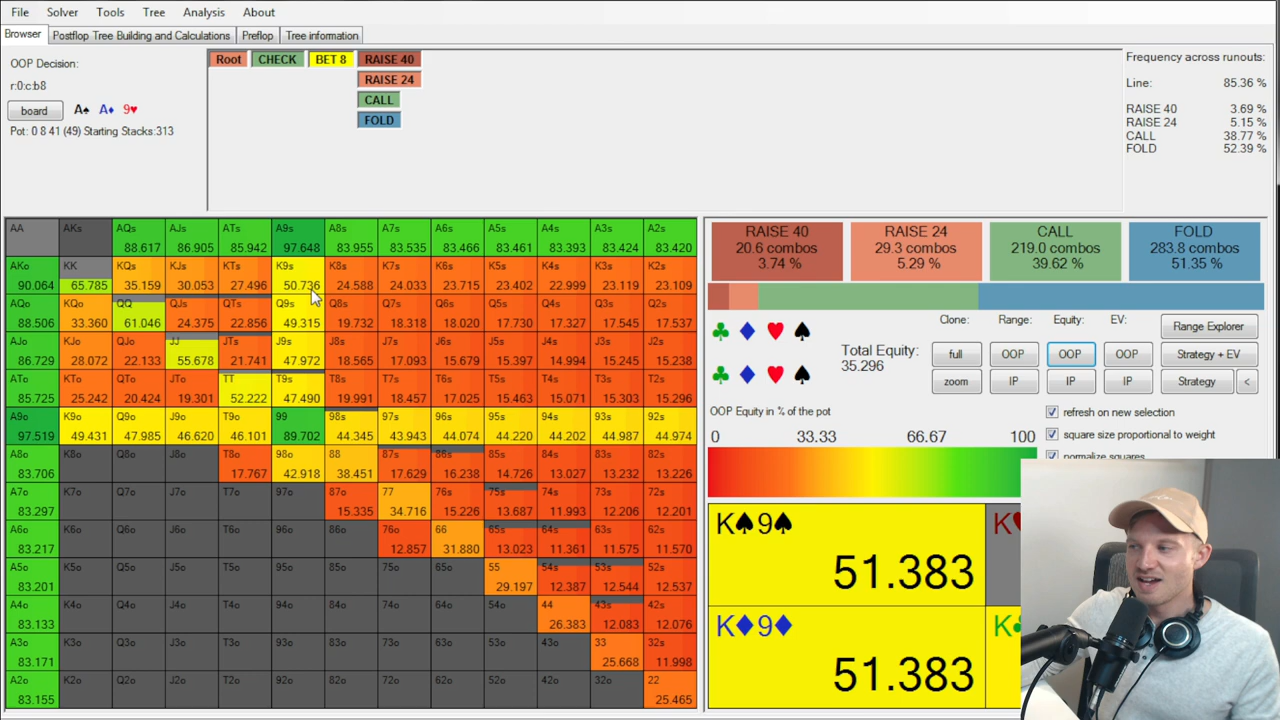 File Solver Tools Tree Analysis About
Browser Postflop Tree Building and Calculations Preflop Tree information
OOP Decision:
r:0:c:b8
board A♠ A♦ 9♥
Pot: 0 8 41 (49) Starting Stacks:313
Root CHECK BET 8 RAISE 40
RAISE 24
CALL
FOLD
Frequency across runouts:
Line: 85.36 %
RAISE 40 3.69 %
RAISE 24 5.15 %
CALL 38.77 %
FOLD 52.39 %
AA AKs AQs AJs ATs A9s A8s A7s A6s A5s A4s A3s A2s
88.617 86.905 85.942 97.648 83.955 83.535 83.466 83.461 83.393 83.424 83.420
AKo KK KQs KJs KTs K9s K8s K7s K6s K5s K4s K3s K2s
90.064 65.785 35.159 30.053 27.496 50.736 24.588 24.033 23.715 23.402 22.999 23.119 23.109
AQo KQo QQ QJs QTs Q9s Q8s Q7s Q6s Q5s Q4s Q3s Q2s
88.506 33.360 61.046 24.375 22.856 49.315 19.732 18.318 18.020 17.730 17.327 17.545 17.537
AJo KJo QJo JJ JTs J9s J8s J7s J6s J5s J4s J3s J2s
86.729 28.072 22.133 55.678 21.741 47.972 18.565 17.093 15.679 15.397 14.994 15.245 15.238
ATo KTo QTo JTo TT T9s T8s T7s T6s T5s T4s T3s T2s
85.725 25.242 20.424 19.301 52.222 47.490 19.991 18.457 17.025 15.463 15.071 15.303 15.296
A9o K9o Q9o J9o T9o 99 98s 97s 96s 95s 94s 93s 92s
97.519 49.431 47.985 46.620 46.101 89.702 44.345 43.943 44.074 44.220 44.202 44.987 44.974
A8o K8o Q8o J8o T8o 98o 88 87s 86s 85s 84s 83s 82s
83.706 17.767 42.918 38.451 17.629 16.238 14.726 13.027 13.232 13.226
A7o K7o Q7o J7o T7o 97o 87o 77 76s 75s 74s 73s 72s
83.297 15.335 34.716 15.226 13.687 11.993 12.206 12.201
A6o K6o Q6o J6o T6o 96o 86o 76o 66 65s 64s 63s 62s
83.217 12.857 31.880 13.023 11.361 11.575 11.570
A5o K5o Q5o J5o T5o 95o 85o 75o 65o 55 54s 53s 52s
83.201 29.197 12.387 12.544 12.537
A4o K4o Q4o J4o T4o 94o 84o 74o 64o 54o 44 43s 42s
83.133 26.383 12.083 12.076
A3o K3o Q3o J3o T3o 93o 83o 73o 63o 53o 43o 33 32s
83.171 25.668 11.998
A2o K2o Q2o J2o T2o 92o 82o 72o 62o 52o 42o 32o 22
83.155 25.465
RAISE 40 RAISE 24 CALL FOLD
20.6 combos 29.3 combos 219.0 combos 283.8 combos
3.74 % 5.29 % 39.62 % 51.35 %
♣ ♦ ♥ ♠
♣ ♦ ♥ ♠
Total Equity:
35.296
Clone: Range: Equity: EV:
full OOP OOP OOP
zoom IP IP IP
Range Explorer
Strategy + EV
Strategy <
OOP Equity in % of the pot
0 33.33 66.67 100
refresh on new selection
square size proportional to weight
normalize squares
K♠9♠ K♥
51.383
K♦9♦ K♣
51.383